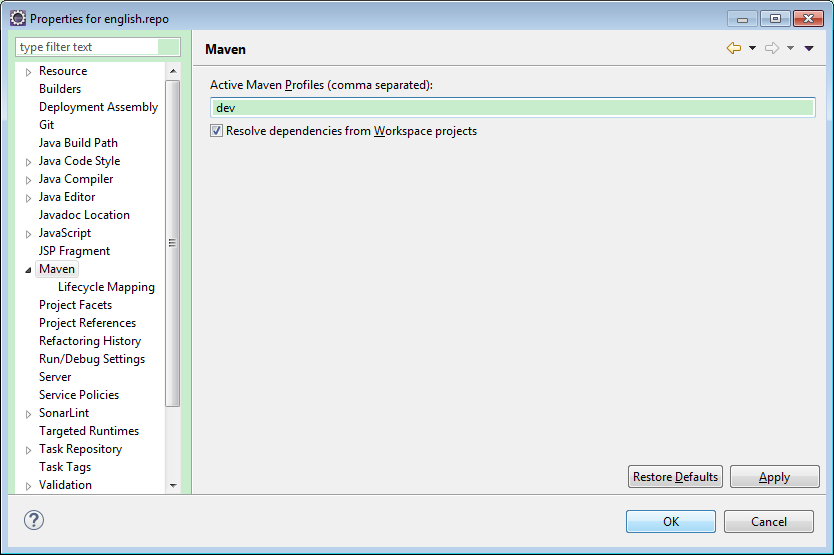 Properties for english.repo
type filter text
Resource
Builders
Deployment Assembly
Git
Java Build Path
Java Code Style
Java Compiler
Java Editor
Javadoc Location
JavaScript
JSP Fragment
Maven
Lifecycle Mapping
Project Facets
Project References
Refactoring History
Run/Debug Settings
Server
Service Policies
SonarLint
Targeted Runtimes
Task Repository
Task Tags
Validation
Maven
Active Maven Profiles (comma separated):
dev
Resolve dependencies from Workspace projects
Restore Defaults
Apply
?
OK
Cancel